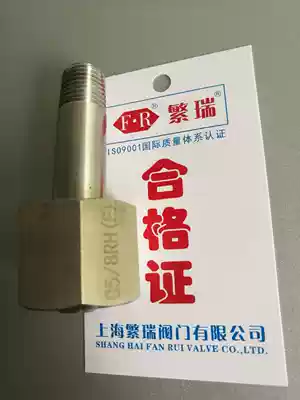 F·R® 繁瑞®
ISO9001国际质量体系认证
合格证
上海繁瑞阀门有限公司
SHANG HAI FAN RUI VALVE CO.,LTD.
G5/8RH(F)